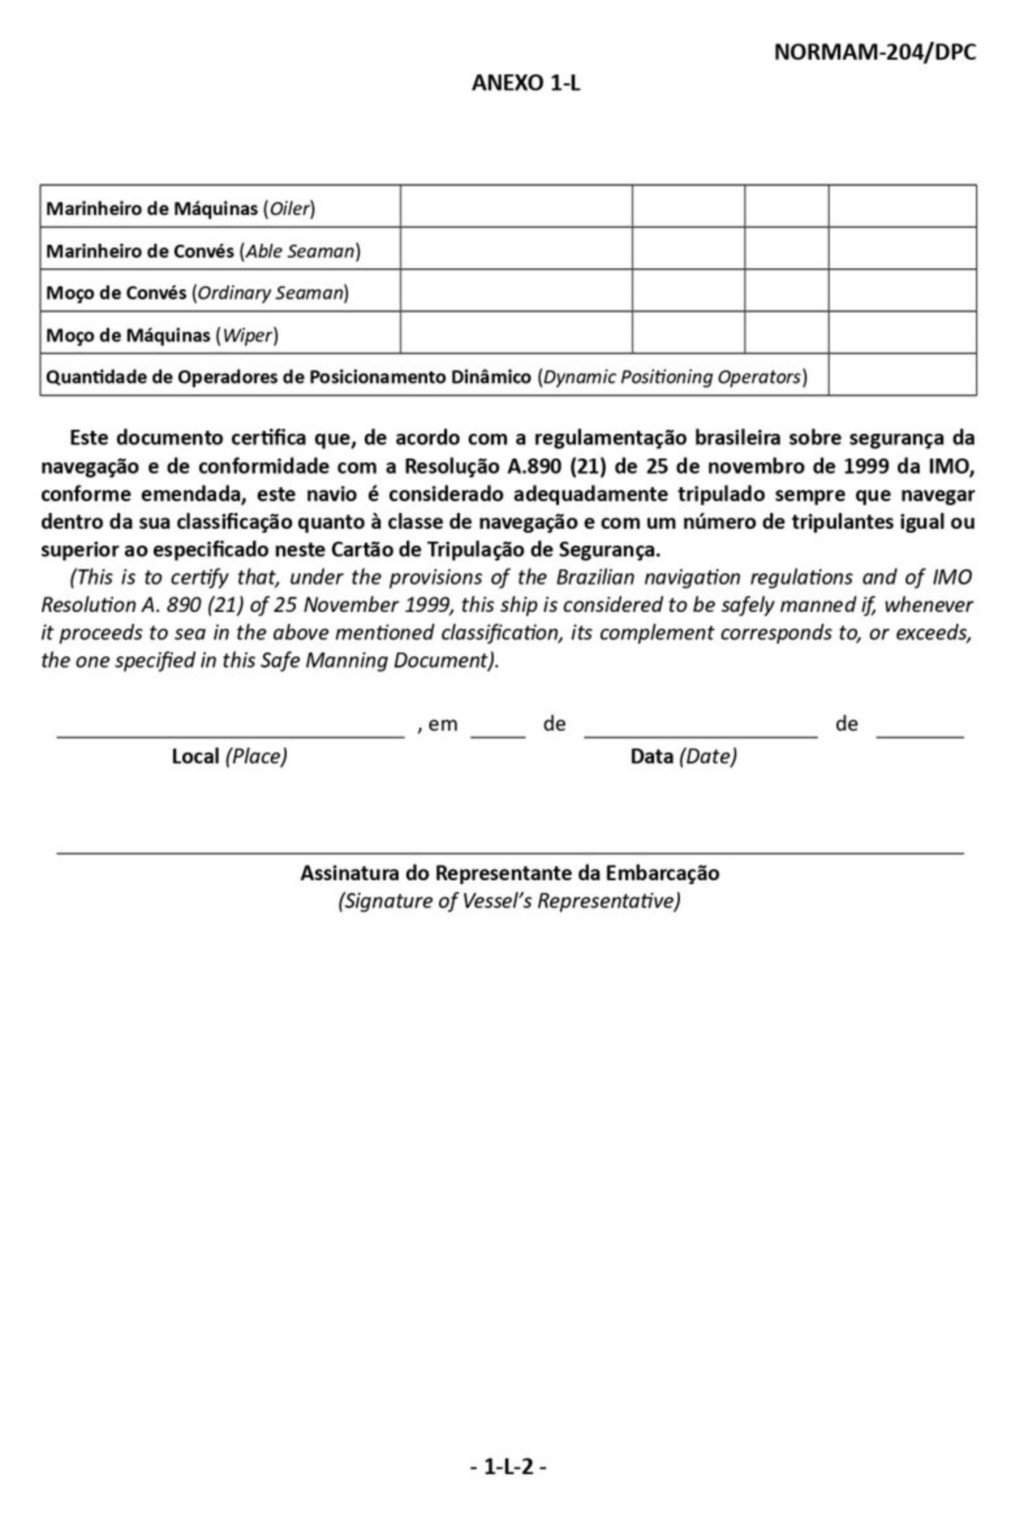 NORMAM-204/DPC
ANEXO 1-L
Marinheiro de Máquinas (Oiler)
Marinheiro de Convés (Able Seaman)
Moço de Convés (Ordinary Seaman)
Moço de Máquinas (Wiper)
Quantidade de Operadores de Posicionamento Dinâmico (Dynamic Positioning Operators)
Este documento certifica que, de acordo com a regulamentação brasileira sobre segurança da
navegação e de conformidade com a Resolução A.890 (21) de 25 de novembro de 1999 da IMO,
conforme emendada, este navio é considerado adequadamente tripulado sempre que navegar
dentro da sua classificação quanto à classe de navegação e com um número de tripulantes igual ou
superior ao especificado neste Cartão de Tripulação de Segurança.
(This is to certify that, under the provisions of the Brazilian navigation regulations and of IMO
Resolution A. 890 (21) of 25 November 1999, this ship is considered to be safely manned if, whenever
it proceeds to sea in the above mentioned classification, its complement corresponds to, or exceeds,
the one specified in this Safe Manning Document).
, em de de
Local (Place) Data (Date)
Assinatura do Representante da Embarcação
(Signature of Vessel's Representative)
- 1-L-2 -